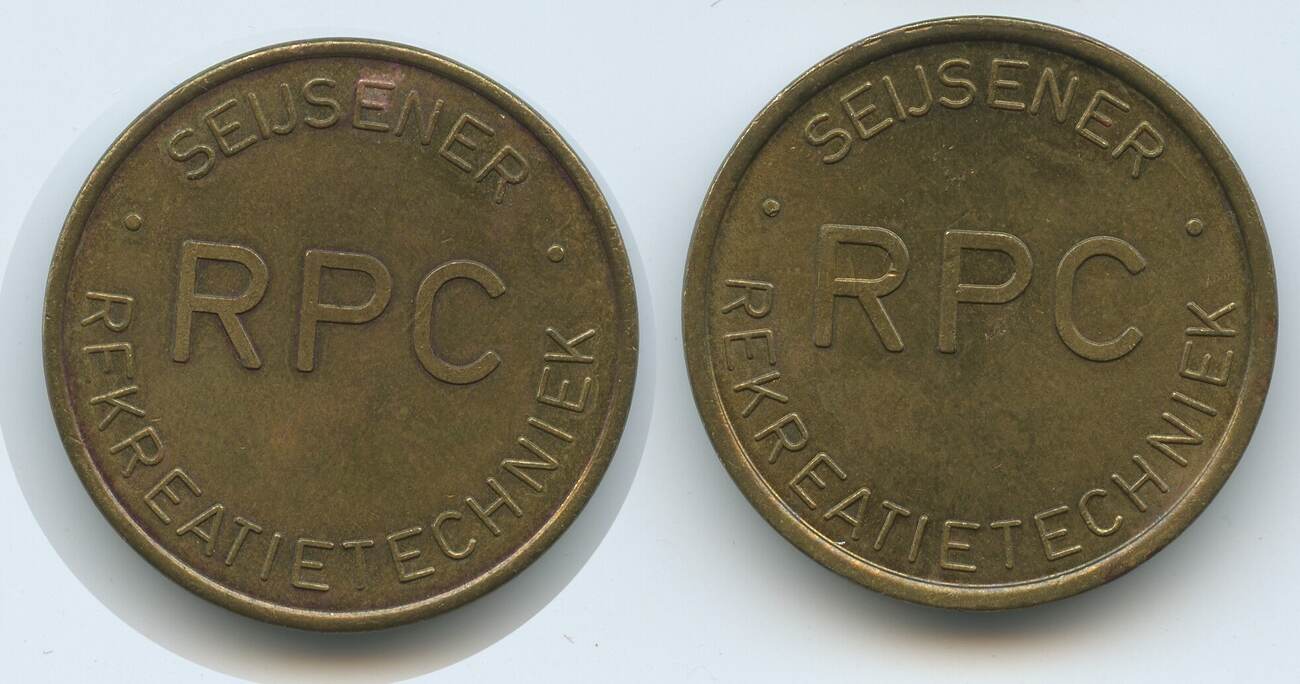 SEIJSENER
RPC
REKREATIETECHNIEK
SEIJSENER
RPC
REKREATIETECHNIEK